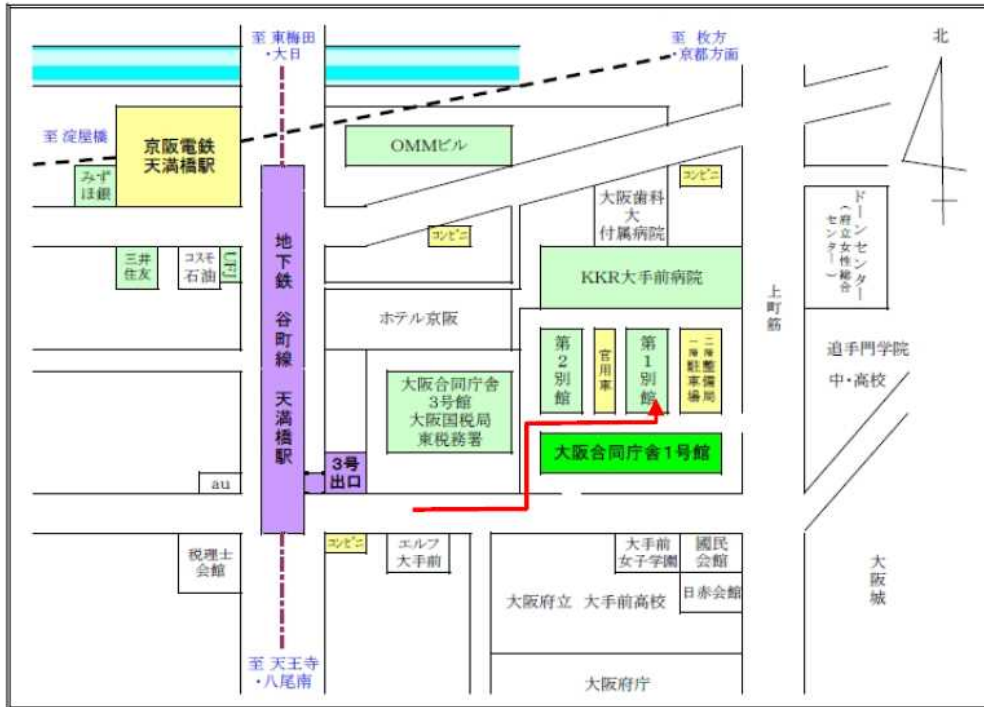 至 東梅田
・大日
至 枚方
・京都方面
北
至 淀屋橋
京阪電鉄
天満橋駅
OMMビル
みず
ほ銀
コンビニ
大阪歯科
大
付属病院
ドーンセンター
(府立女性総合
センター)
コンビニ
三井
住友
コスモ
石油
UFJ
地下鉄 谷町線 天満橋駅
KKR大手前病院
上町筋
ホテル京阪
第2別館
官用車
第1別館
二階整備局
一階駐車場
追手門学院
中・高校
大阪合同庁舎
3号館
大阪国税局
東税務署
大阪合同庁舎1号館
3号
出口
au
コンビニ
エルフ
大手前
大手前
女子学園
國民
会館
税理士
会館
大阪城
日赤会館
大阪府立 大手前高校
至 天王寺
・八尾南
大阪府庁